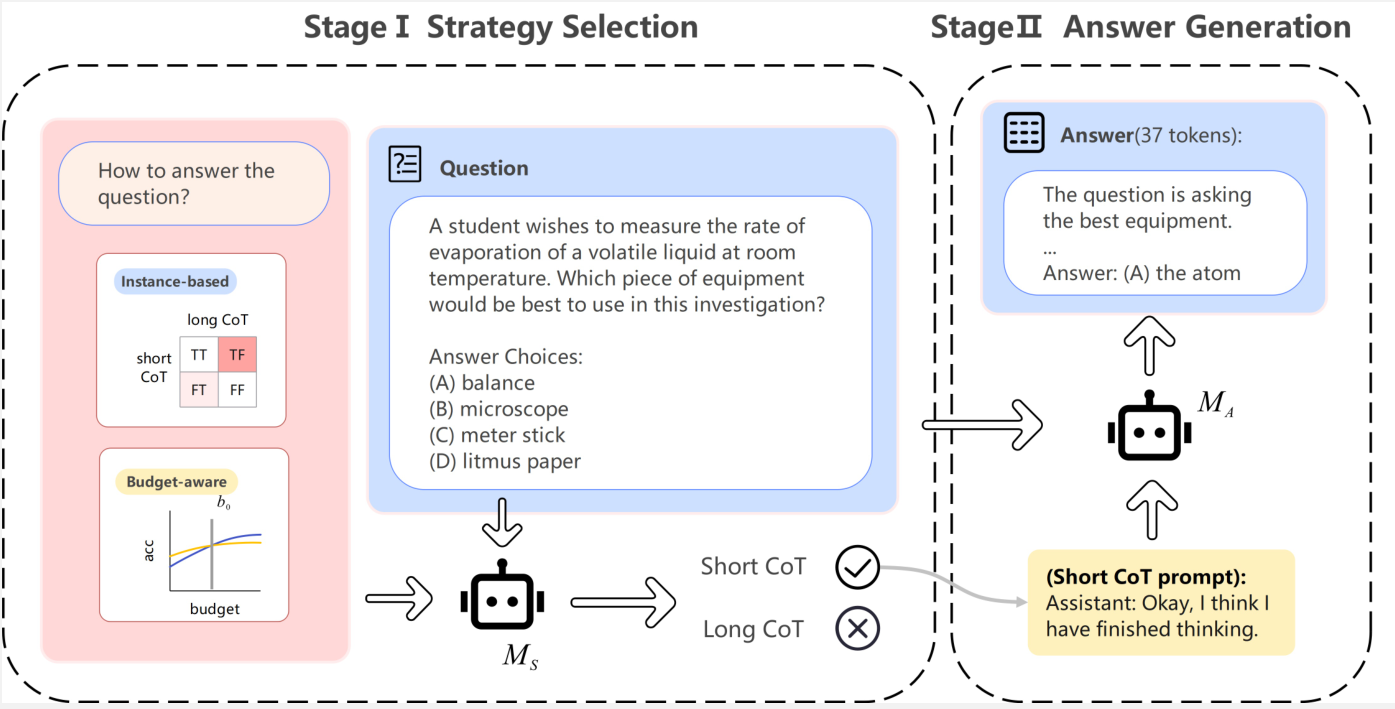 Stage Ⅰ Strategy Selection
How to answer the
question?
Instance-based
long CoT
short
CoT
TT
TF
FT
FF
Budget-aware
b₀
acc
budget
Question
A student wishes to measure the rate of
evaporation of a volatile liquid at room
temperature. Which piece of equipment
would be best to use in this investigation?
Answer Choices:
(A) balance
(B) microscope
(C) meter stick
(D) litmus paper
M_S
Short CoT
Long CoT
StageⅡ Answer Generation
Answer(37 tokens):
The question is asking
the best equipment.
...
Answer: (A) the atom
M_A
(Short CoT prompt):
Assistant: Okay, I think I
have finished thinking.